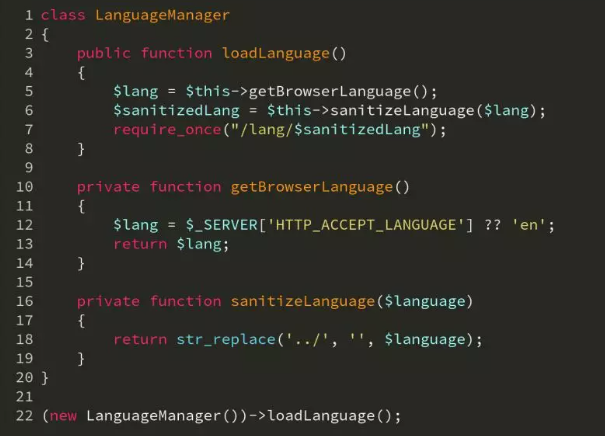 1 class LanguageManager
2 {
3     public function loadLanguage()
4     {
5         $lang = $this->getBrowserLanguage();
6         $sanitizedLang = $this->sanitizeLanguage($lang);
7         require_once("/lang/$sanitizedLang");
8     }
9
10     private function getBrowserLanguage()
11     {
12         $lang = $_SERVER['HTTP_ACCEPT_LANGUAGE'] ?? 'en';
13         return $lang;
14     }
15
16     private function sanitizeLanguage($language)
17     {
18         return str_replace('../', '', $language);
19     }
20 }
21
22 (new LanguageManager())->loadLanguage();